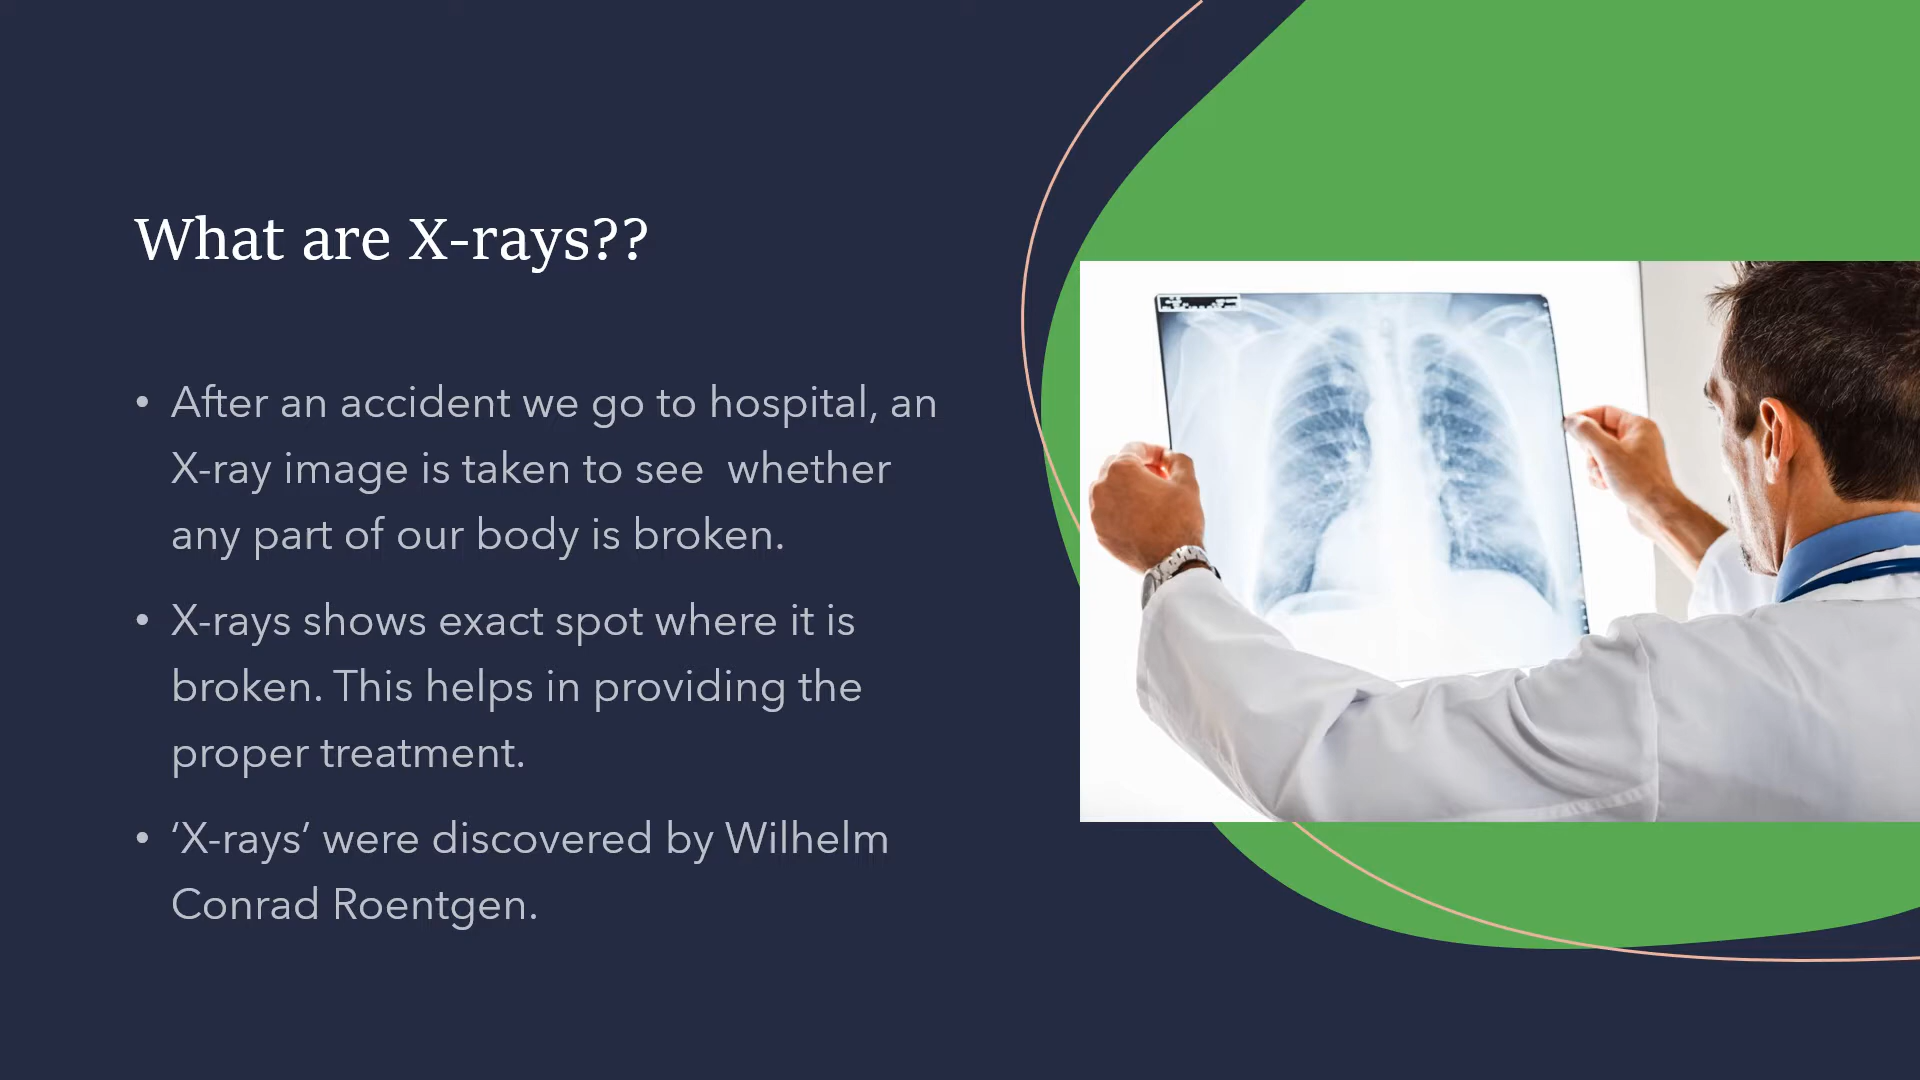 What are X-rays??
• After an accident we go to hospital, an
X-ray image is taken to see  whether
any part of our body is broken.
• X-rays shows exact spot where it is
broken. This helps in providing the
proper treatment.
• ‘X-rays’ were discovered by Wilhelm
Conrad Roentgen.